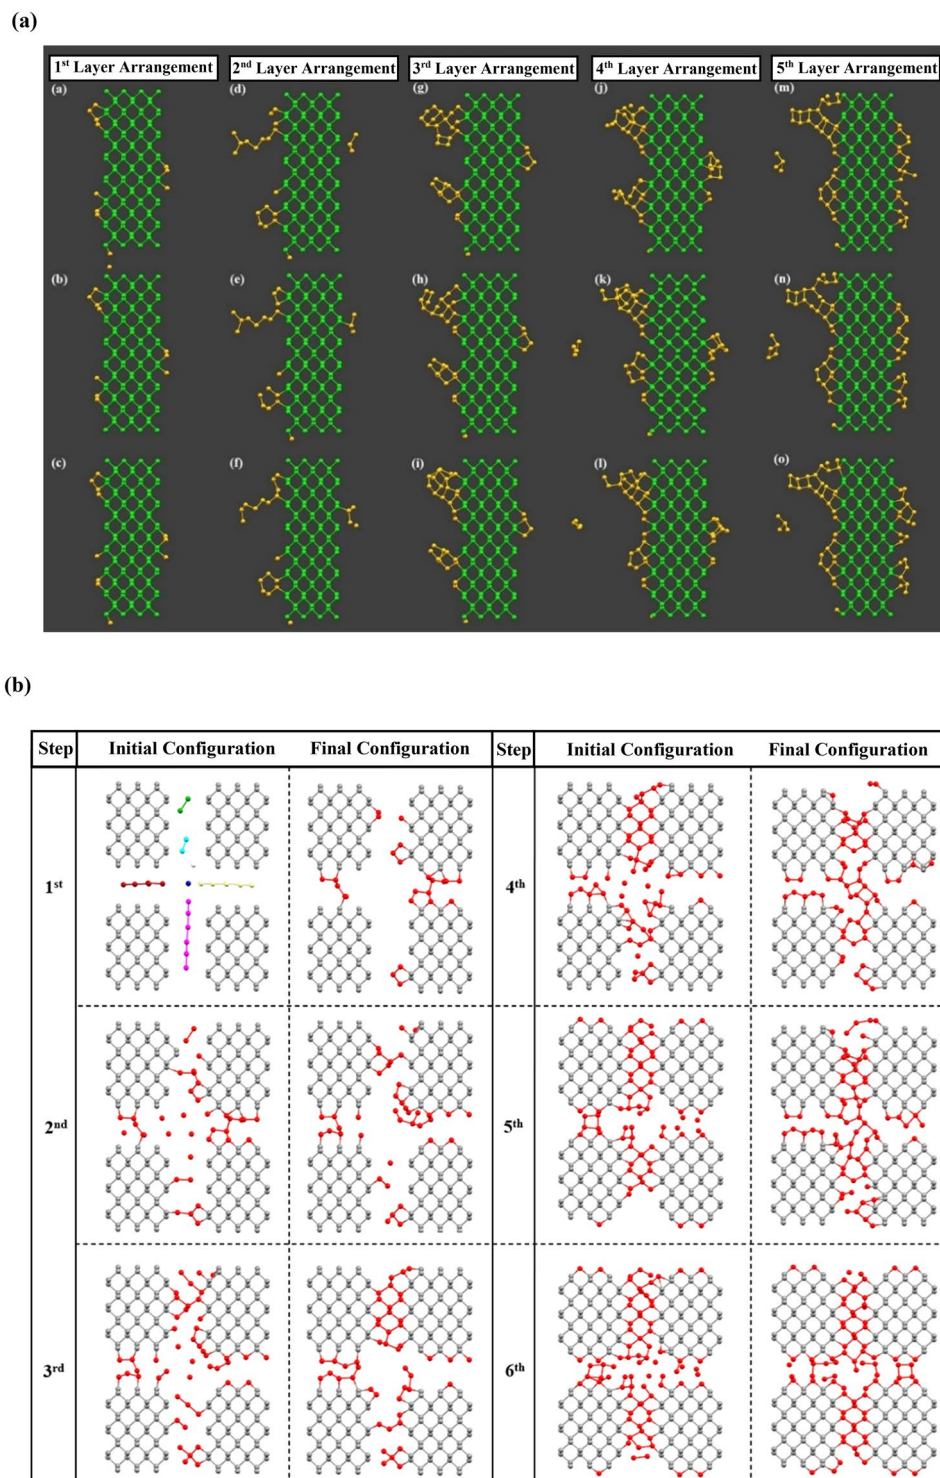 (a)
1st Layer Arrangement 2nd Layer Arrangement 3rd Layer Arrangement 4th Layer Arrangement 5th Layer Arrangement
(a) (d) (g) (j) (m)
(b) (e) (h) (k) (n)
(c) (f) (i) (l) (o)
(b)
Step Initial Configuration Final Configuration Step Initial Configuration Final Configuration
1st 4th
2nd 5th
3rd 6th